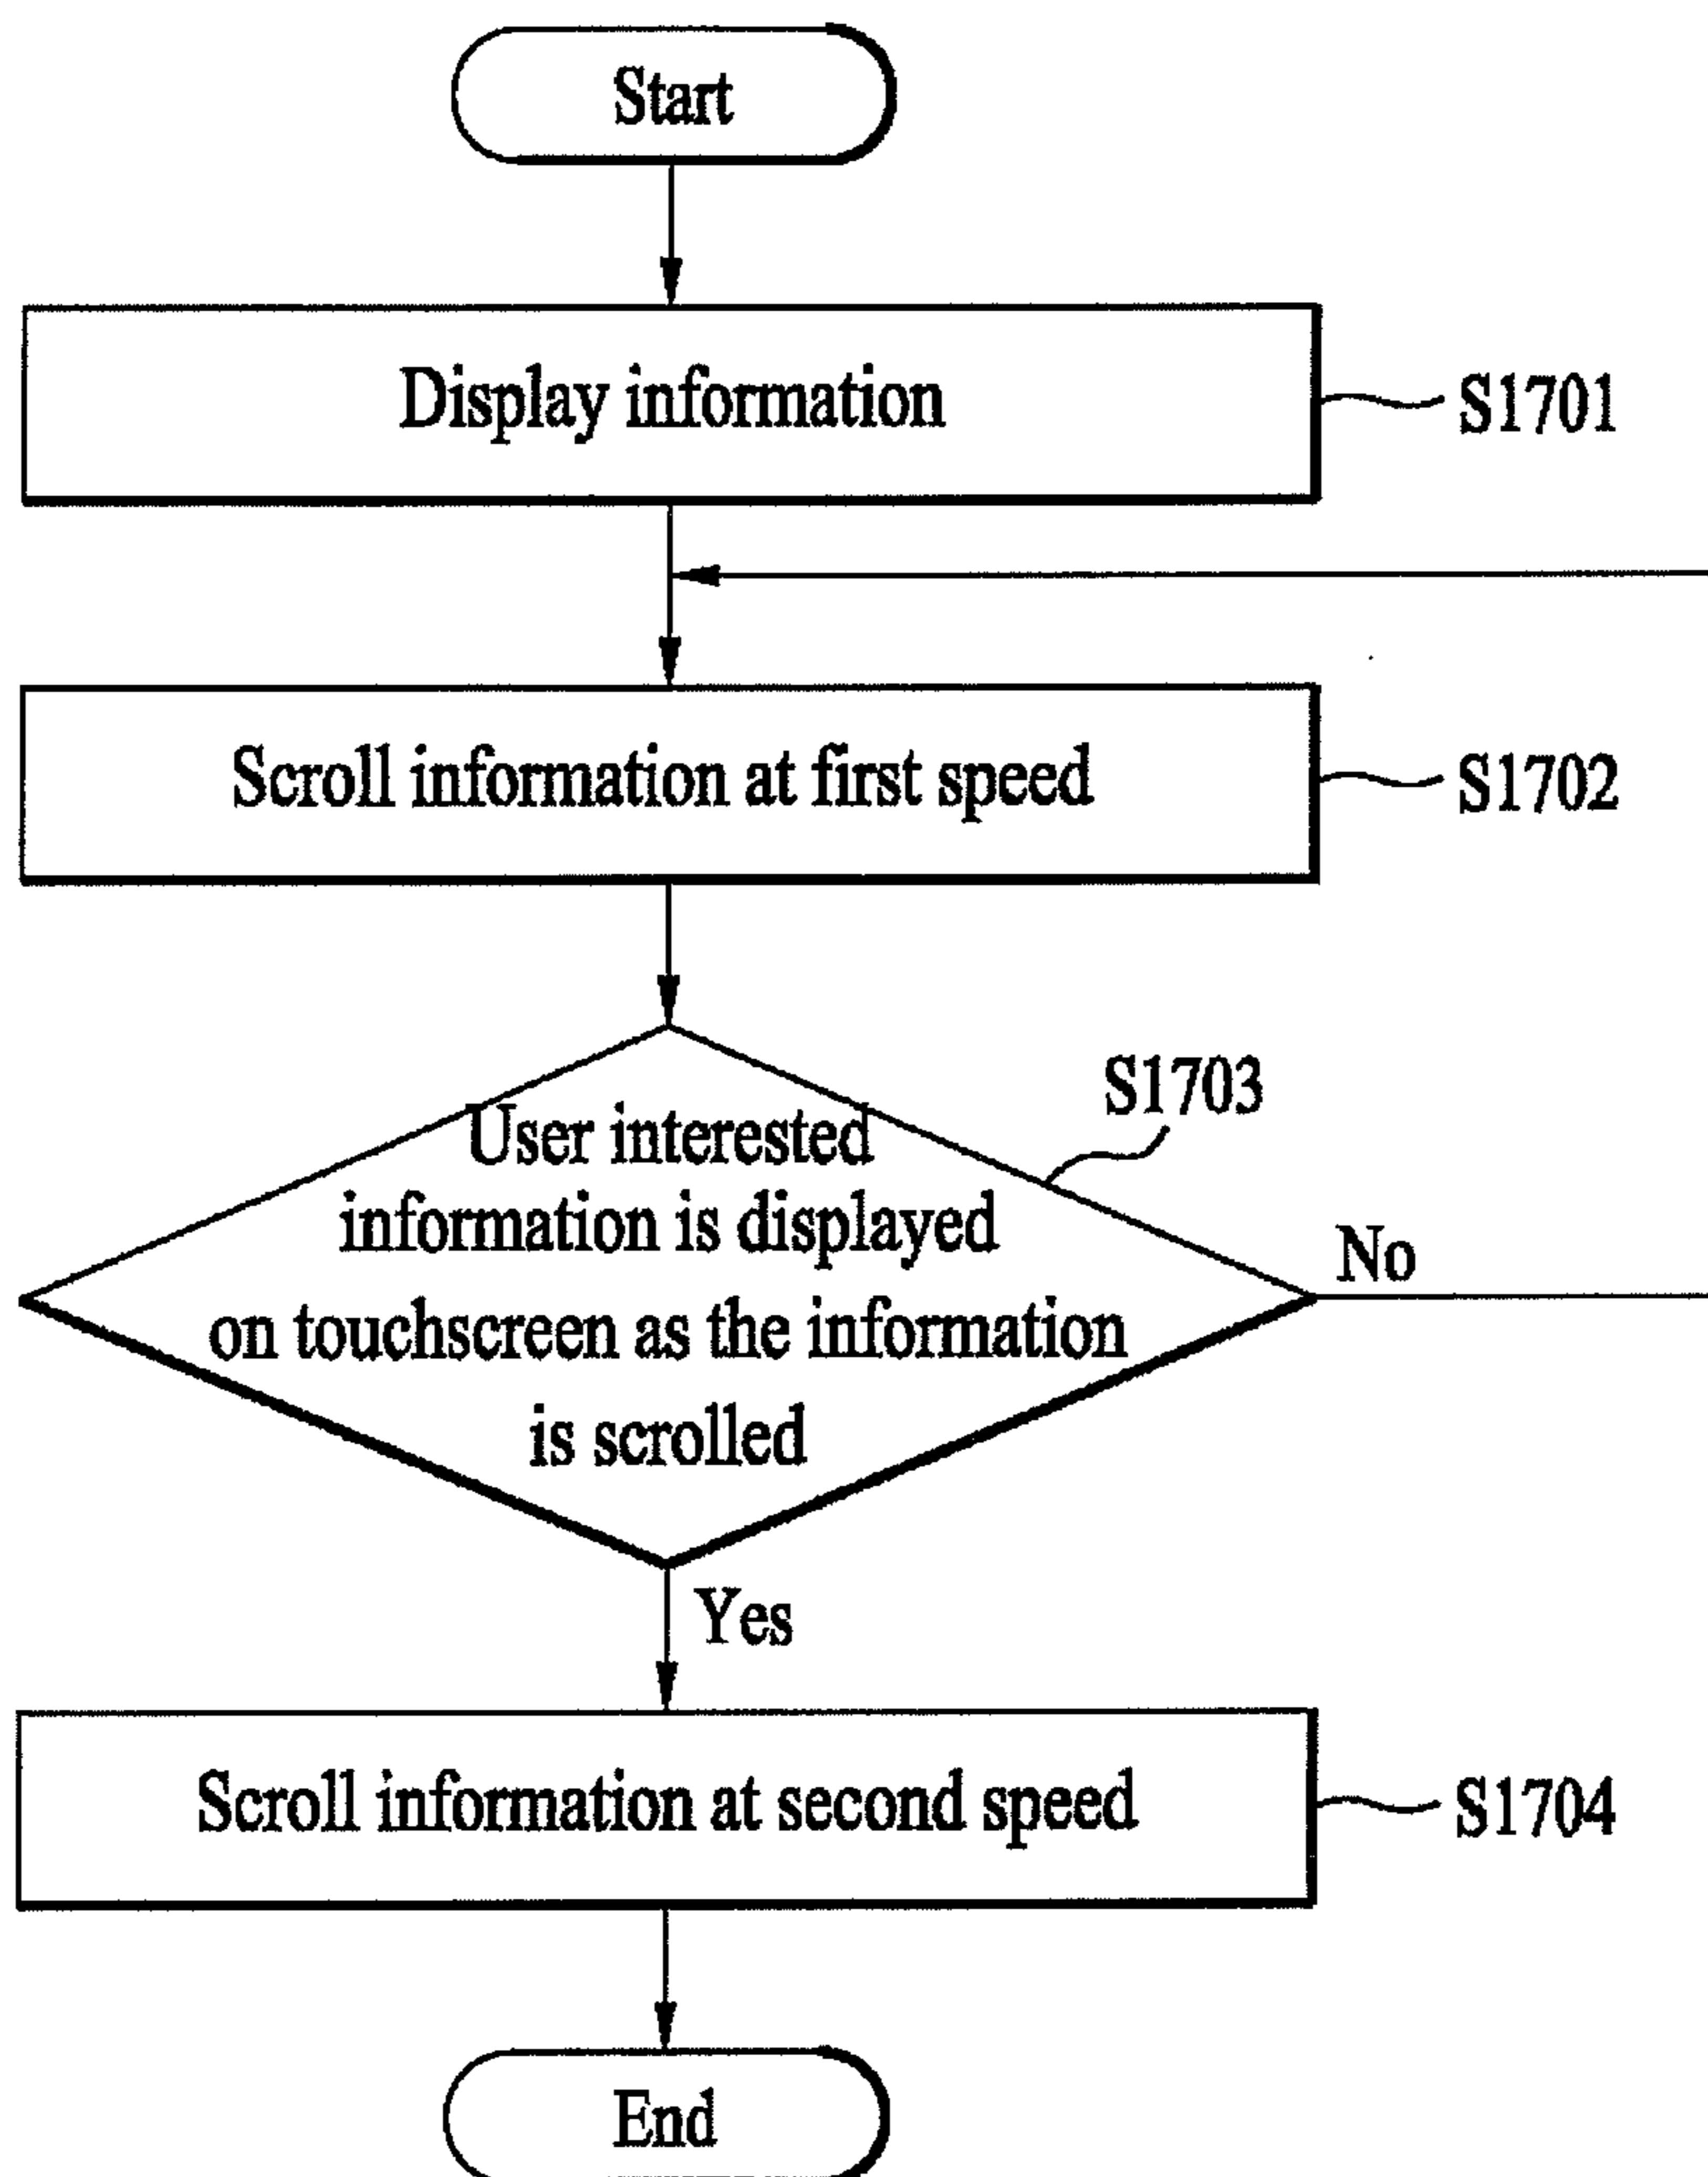 Start
Display information
S1701
Scroll information at first speed
S1702
S1703
User interested
information is displayed
on touchscreen as the information
is scrolled
No
Yes
Scroll information at second speed
S1704
End